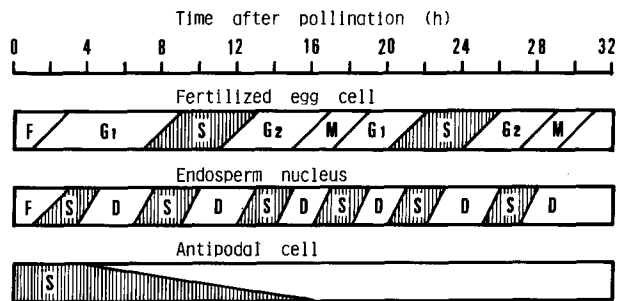 Time after pollination (h)
0 4 8 12 16 20 24 28 32
Fertilized egg cell
F G1 S G2 M G1 S G2 M
Endosperm nucleus
F S D S D S D S D S D S D
Antipodal cell
S